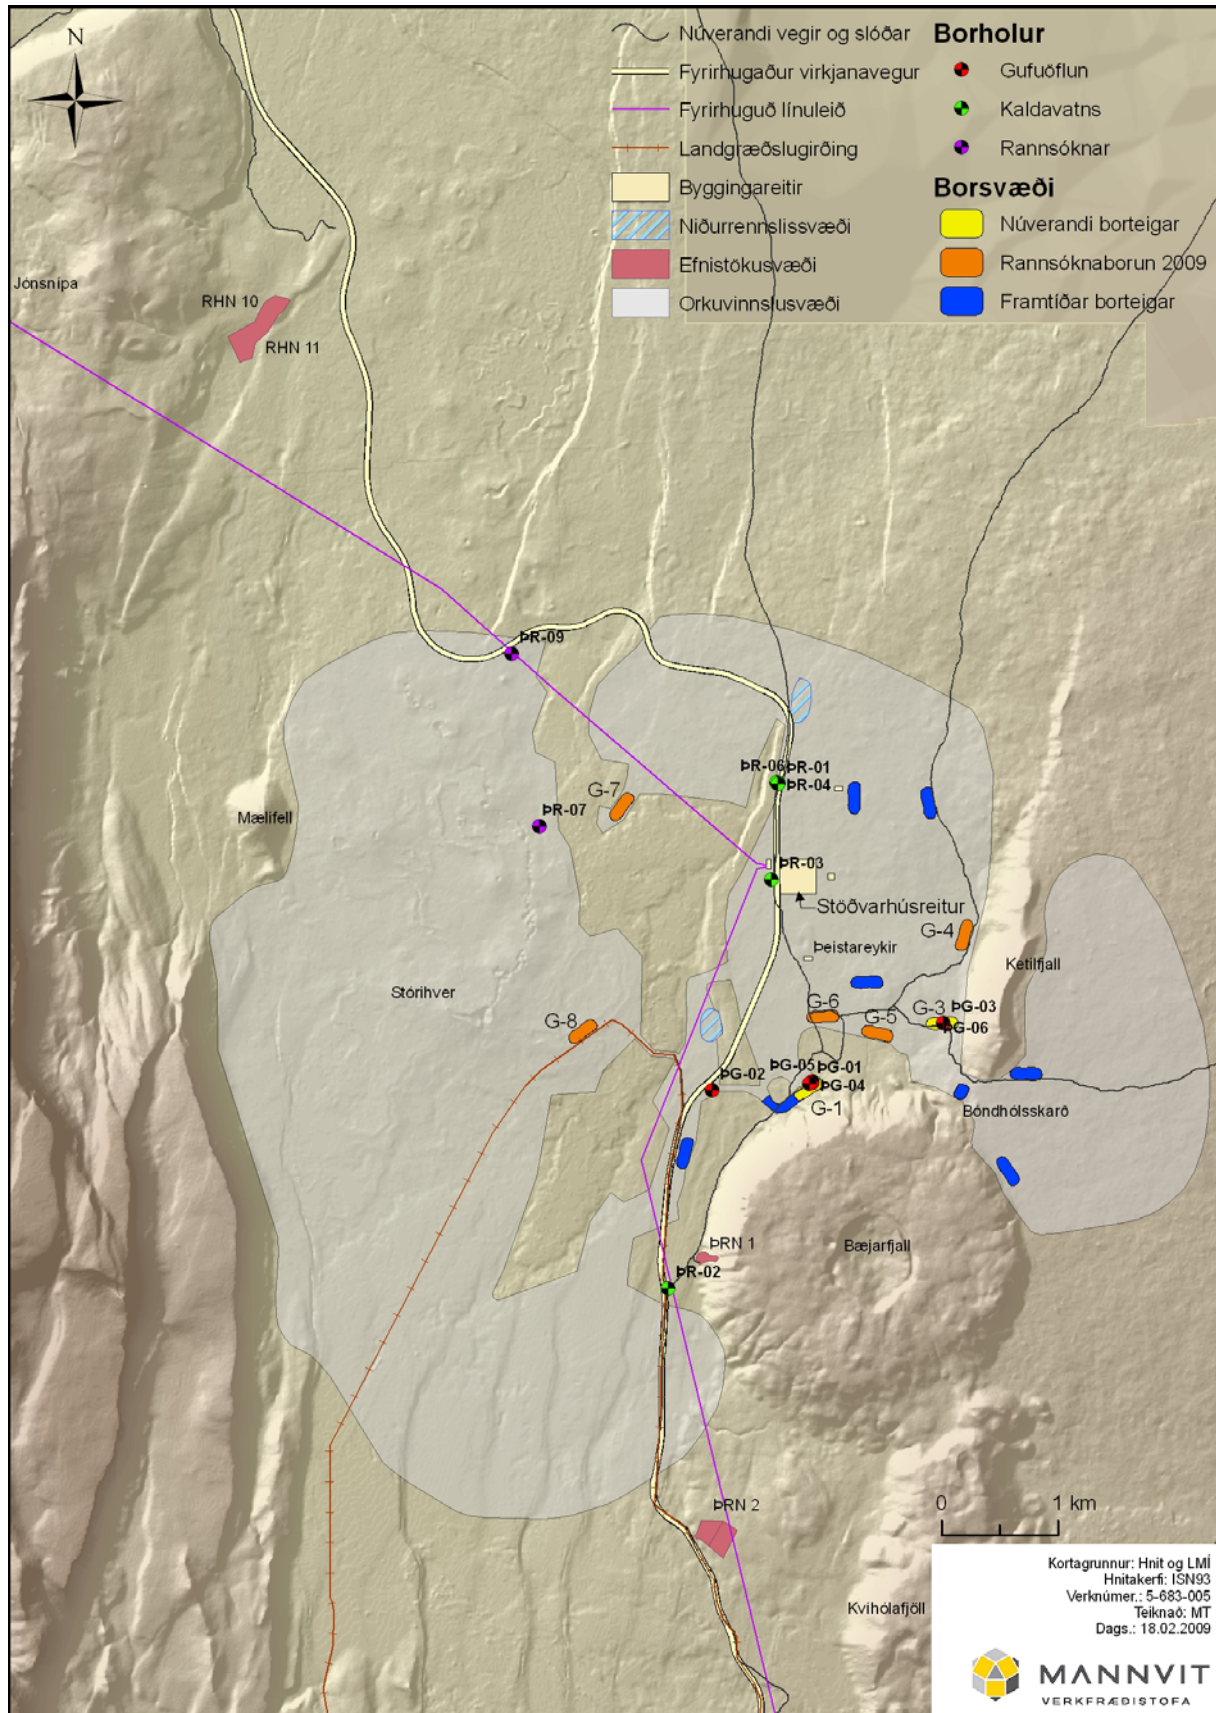 N
Núverandi vegir og slóðar
Fyrirhugaður virkjanavegur
Fyrirhuguð línuleið
Landgræðslugirðing
Byggingareitir
Niðurrennslissvæði
Efnistökusvæði
Orkuvinnslusvæði
Borholur
Gufuöflun
Kaldavatns
Rannsóknar
Borsvæði
Núverandi borteigar
Rannsóknaborun 2009
Framtíðar borteigar
Jónsnípa
RHN 10
RHN 11
ÞR-09
ÞR-06
ÞR-01
ÞR-04
G-7
ÞR-07
Mælifell
ÞR-03
Stöðvarhúsreitur
G-4
Þeistareykir
Ketilfjall
Stórihver
G-8
G-6
G-5
G-3
ÞG-03
ÞG-06
ÞG-02
ÞG-05
ÞG-01
ÞG-04
G-1
Bóndhólsskarð
ÞRN 1
Bæjarfjall
ÞR-02
ÞRN 2
0 1 km
Kvihólafjöll
Kortagrunnur: Hnit og LMÍ
Hnitakerfi: ISN93
Verknúmer.: 5-683-005
Teiknað: MT
Dags.: 18.02.2009
MANNVIT
VERKFRÆÐISTOFA